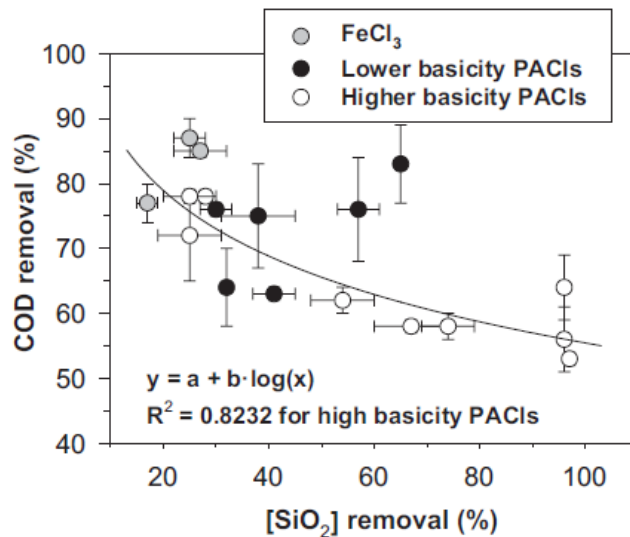 FeCl3
Lower basicity PACls
Higher basicity PACls
100
90
80
70
60
50
40
COD removal (%)
y = a + b·log(x)
R² = 0.8232 for high basicity PACls
20
40
60
80
100
[SiO2] removal (%)